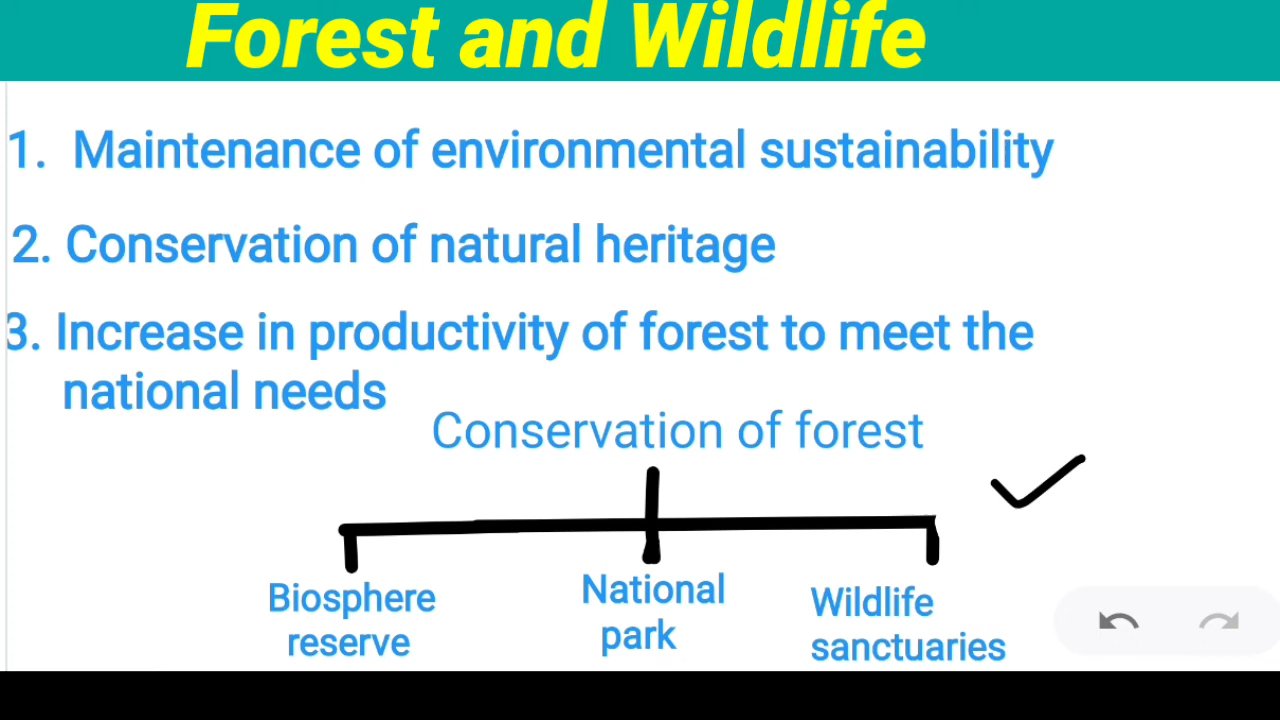 Forest and Wildlife
1. Maintenance of environmental sustainability
2. Conservation of natural heritage
3. Increase in productivity of forest to meet the
national needs
Conservation of forest
Biosphere
reserve
National
park
Wildlife
sanctuaries